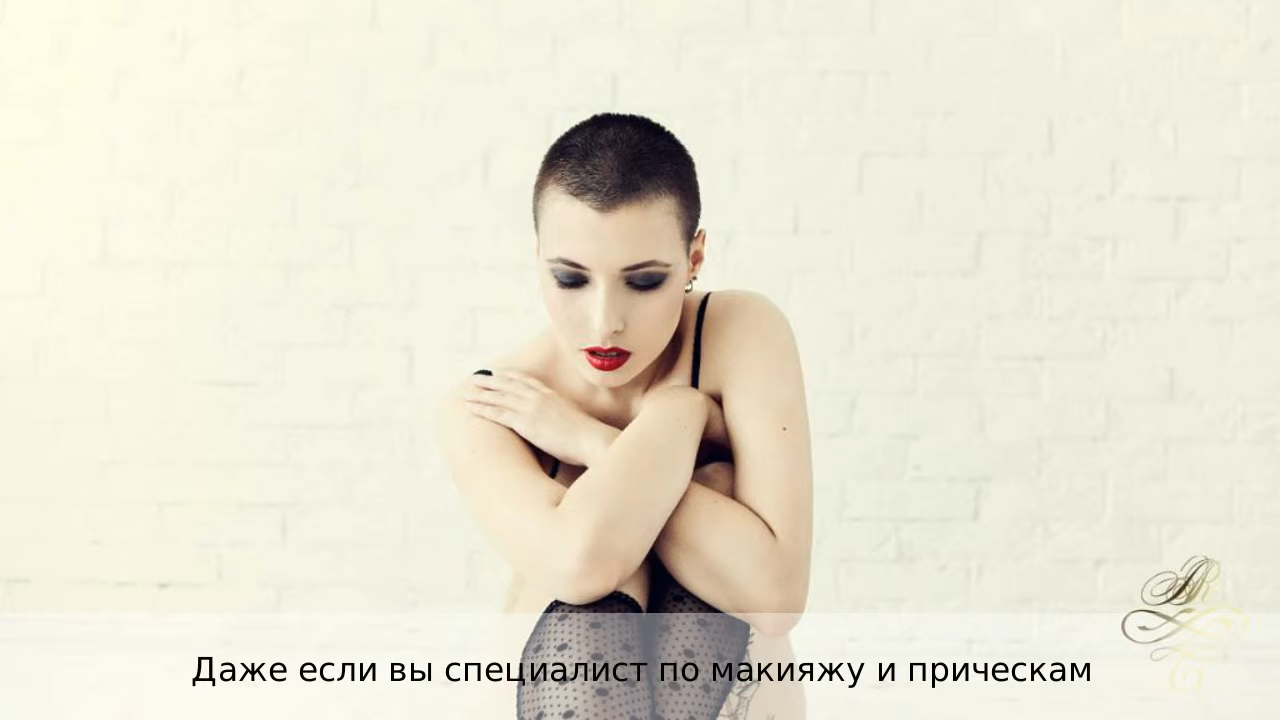 Даже если вы специалист по макияжу и прическам